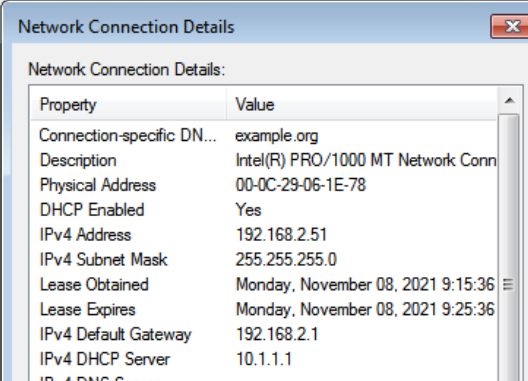 Network Connection Details
Network Connection Details:
Property Value
Connection-specific DN... example.org
Description Intel(R) PRO/1000 MT Network Conn
Physical Address 00-0C-29-06-1E-78
DHCP Enabled Yes
IPv4 Address 192.168.2.51
IPv4 Subnet Mask 255.255.255.0
Lease Obtained Monday, November 08, 2021 9:15:36
Lease Expires Monday, November 08, 2021 9:25:36
IPv4 Default Gateway 192.168.2.1
IPv4 DHCP Server 10.1.1.1